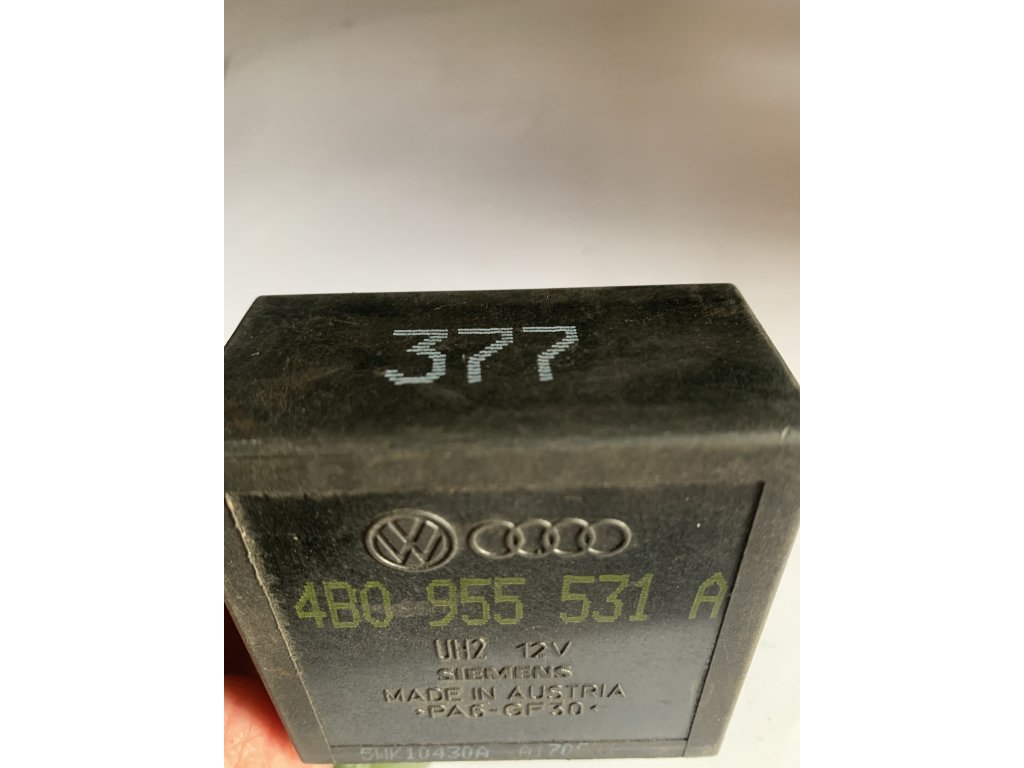 377
4B0 955 531 A
UH2 12V
SIEMENS
MADE IN AUSTRIA
*PA6-GF30*
5WK10430A